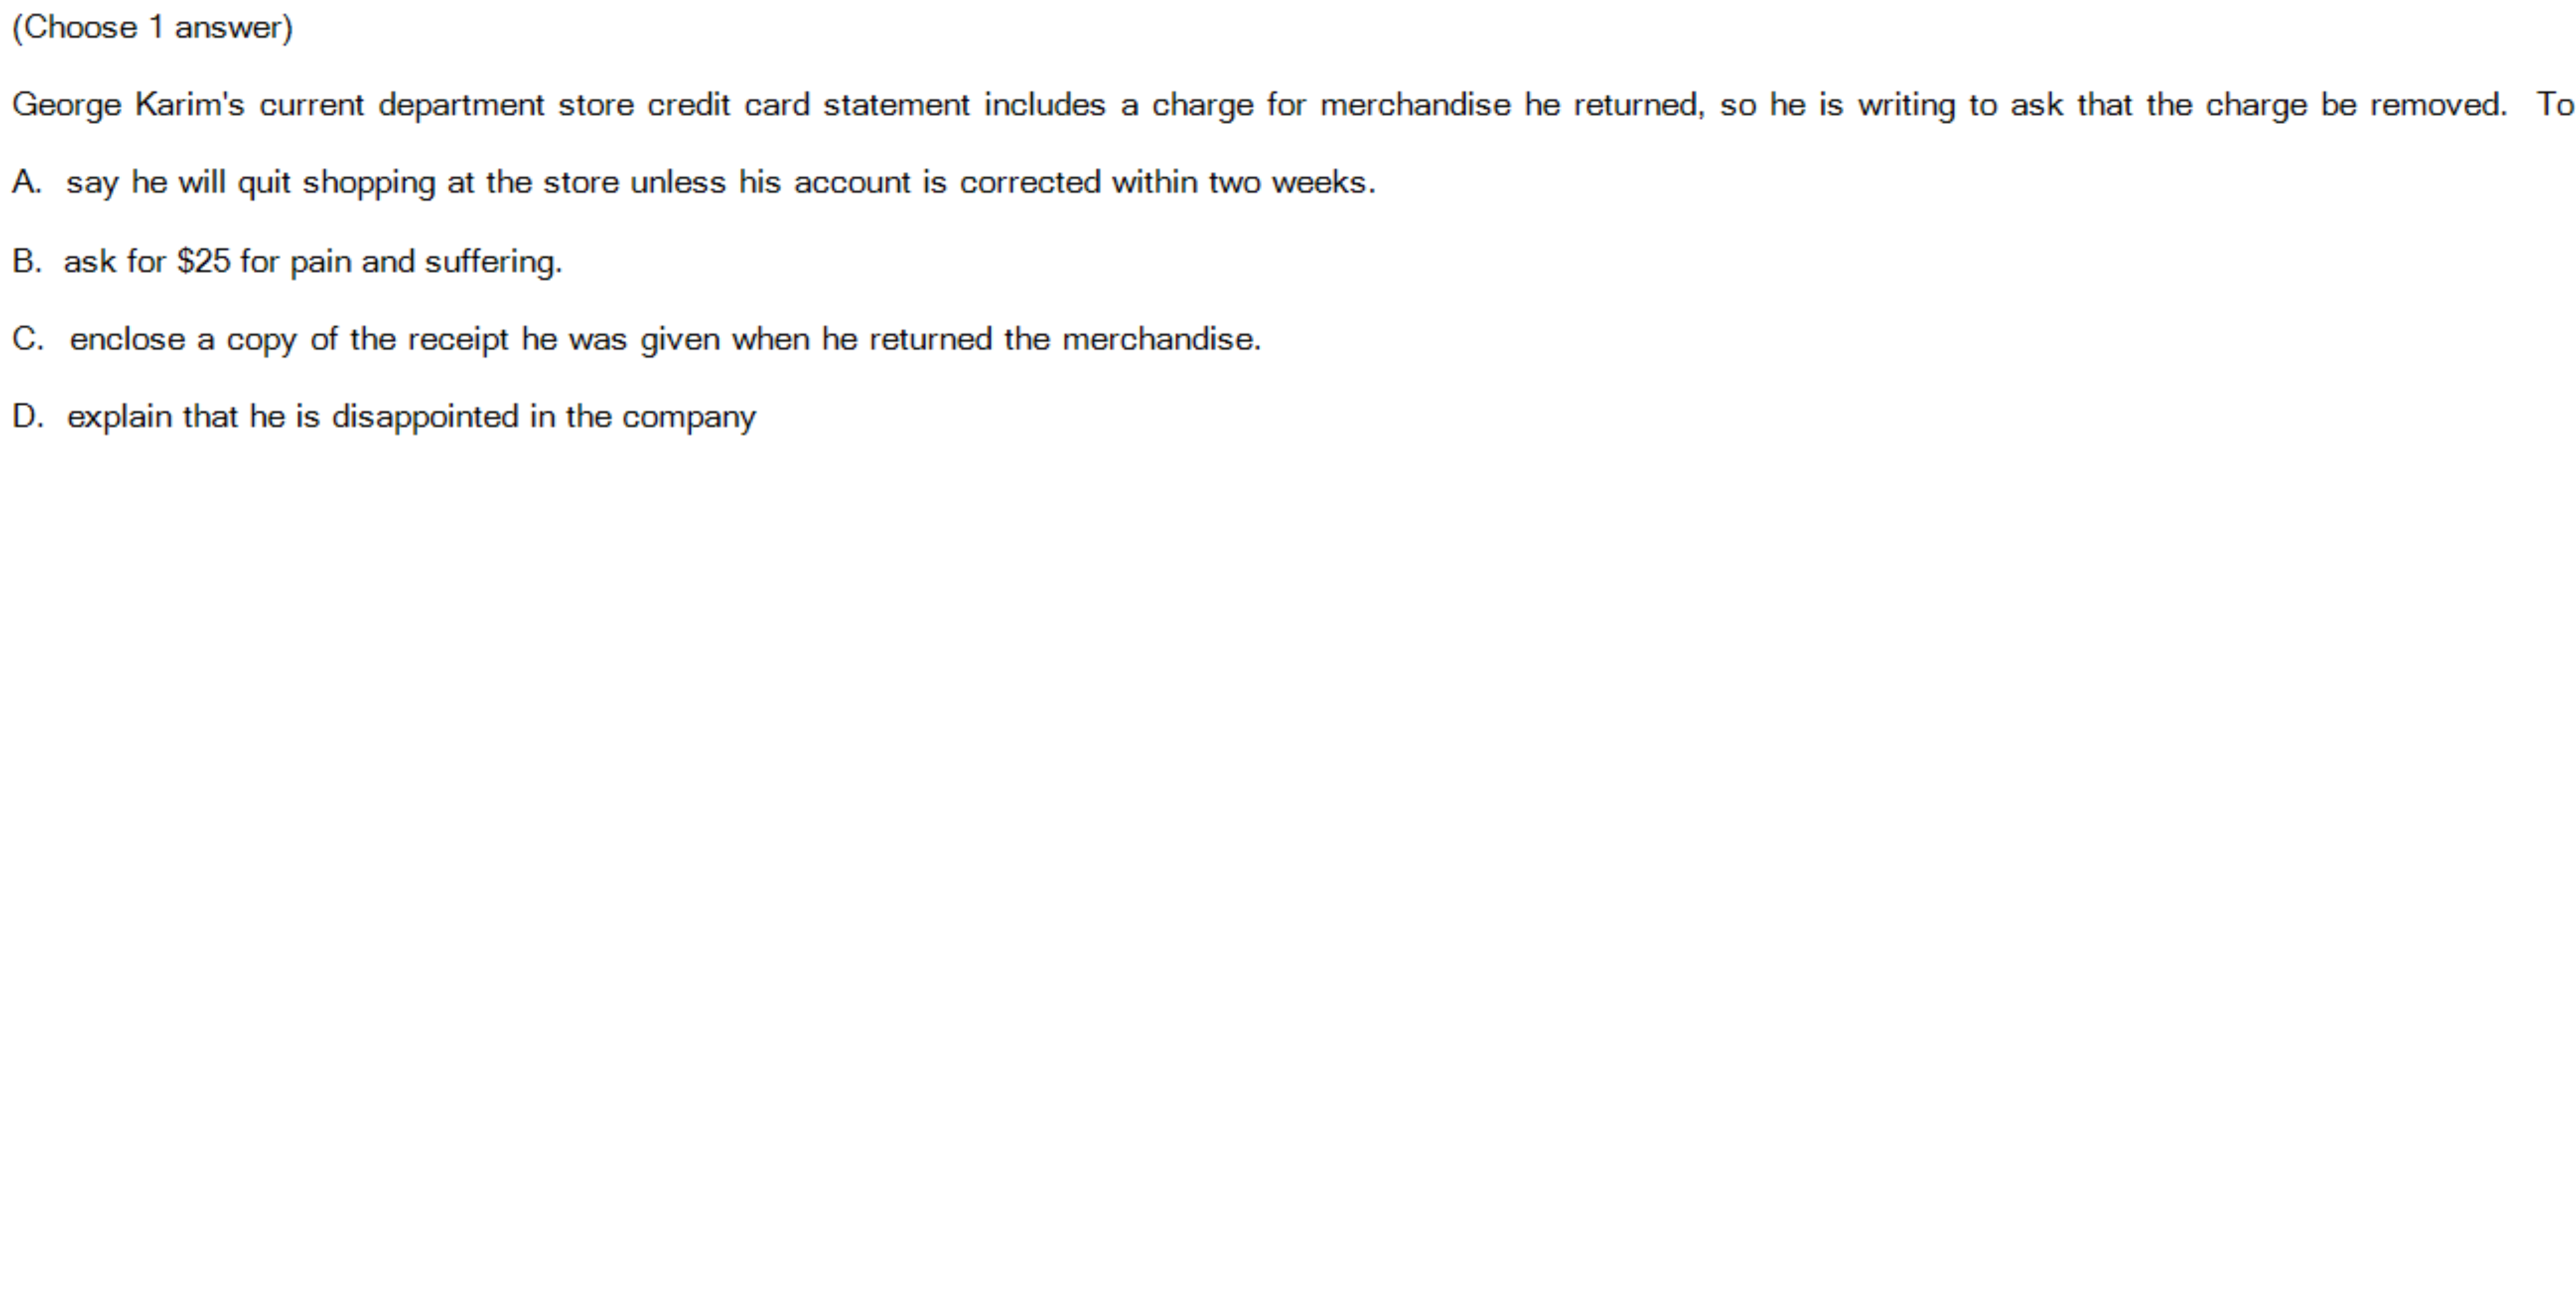 (Choose 1 answer)
George Karim's current department store credit card statement includes a charge for merchandise he returned, so he is writing to ask that the charge be removed. To
A. say he will quit shopping at the store unless his account is corrected within two weeks.
B. ask for $25 for pain and suffering.
C. enclose a copy of the receipt he was given when he returned the merchandise.
D. explain that he is disappointed in the company